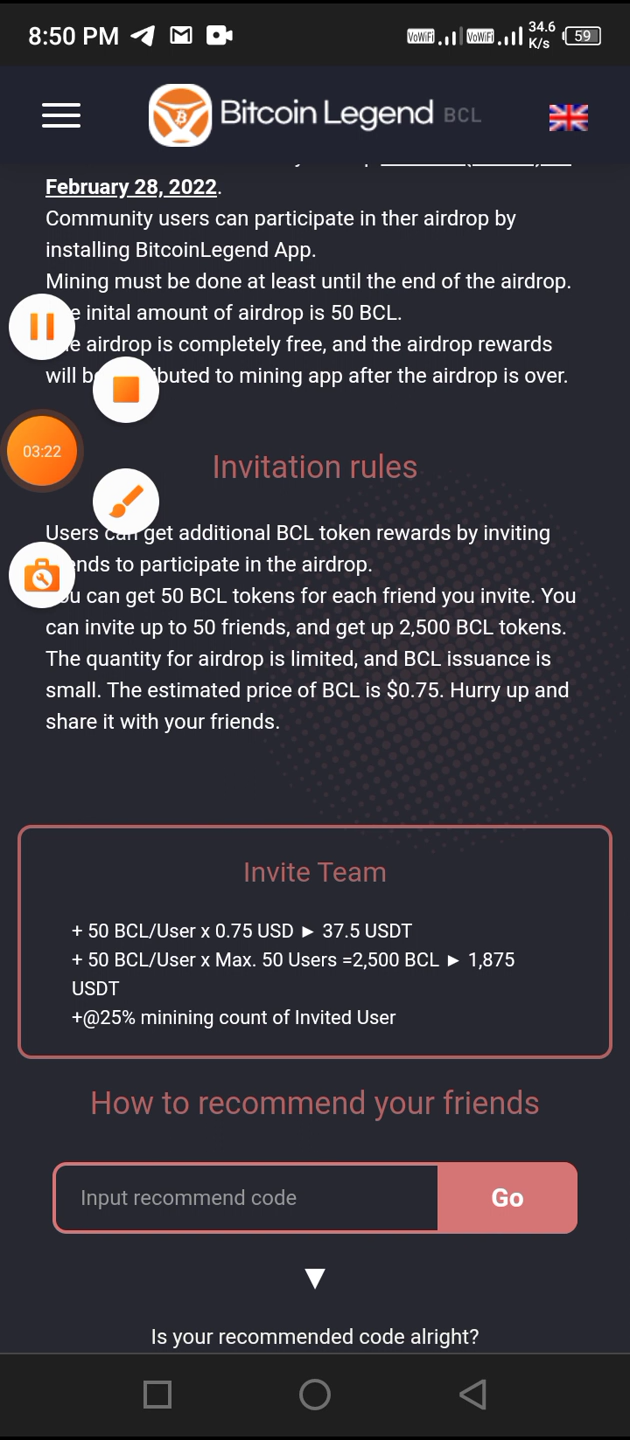 8:50 PM
VoWiFi VoWiFi 34.6 K/s 59
Bitcoin Legend BCL
February 28, 2022.
Community users can participate in ther airdrop by
installing BitcoinLegend App.
Mining must be done at least until the end of the airdrop.
inital amount of airdrop is 50 BCL.
airdrop is completely free, and the airdrop rewards
will to mining app after the airdrop is over.
03:22
Invitation rules
Users can get additional BCL token rewards by inviting
to participate in the airdrop.
can get 50 BCL tokens for each friend you invite. You
can invite up to 50 friends, and get up 2,500 BCL tokens.
The quantity for airdrop is limited, and BCL issuance is
small. The estimated price of BCL is $0.75. Hurry up and
share it with your friends.
Invite Team
+ 50 BCL/User x 0.75 USD ► 37.5 USDT
+ 50 BCL/User x Max. 50 Users =2,500 BCL ► 1,875
USDT
+@25% minining count of Invited User
How to recommend your friends
Input recommend code Go
▼
Is your recommended code alright?